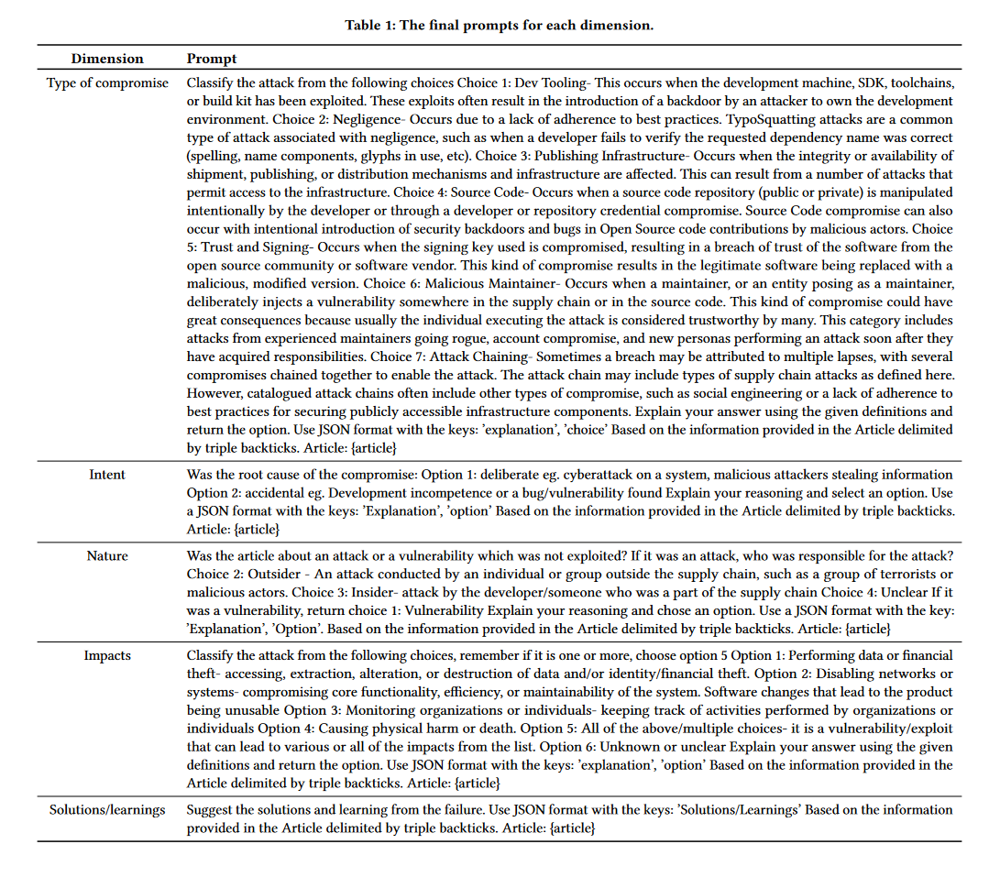 Table 1: The final prompts for each dimension.
Dimension Prompt
Type of compromise Classify the attack from the following choices Choice 1: Dev Tooling- This occurs when the development machine, SDK, toolchains,
or build kit has been exploited. These exploits often result in the introduction of a backdoor by an attacker to own the development
environment. Choice 2: Negligence- Occurs due to a lack of adherence to best practices. TypoSquatting attacks are a common
type of attack associated with negligence, such as when a developer fails to verify the requested dependency name was correct
(spelling, name components, glyphs in use, etc). Choice 3: Publishing Infrastructure- Occurs when the integrity or availability of
shipment, publishing, or distribution mechanisms and infrastructure are affected. This can result from a number of attacks that
permit access to the infrastructure. Choice 4: Source Code- Occurs when a source code repository (public or private) is manipulated
intentionally by the developer or through a developer or repository credential compromise. Source Code compromise can also
occur with intentional introduction of security backdoors and bugs in Open Source code contributions by malicious actors. Choice
5: Trust and Signing- Occurs when the signing key used is compromised, resulting in a breach of trust of the software from the
open source community or software vendor. This kind of compromise results in the legitimate software being replaced with a
malicious, modified version. Choice 6: Malicious Maintainer- Occurs when a maintainer, or an entity posing as a maintainer,
deliberately injects a vulnerability somewhere in the supply chain or in the source code. This kind of compromise could have
great consequences because usually the individual executing the attack is considered trustworthy by many. This category includes
attacks from experienced maintainers going rogue, account compromise, and new personas performing an attack soon after they
have acquired responsibilities. Choice 7: Attack Chaining- Sometimes a breach may be attributed to multiple lapses, with several
compromises chained together to enable the attack. The attack chain may include types of supply chain attacks as defined here.
However, catalogued attack chains often include other types of compromise, such as social engineering or a lack of adherence to
best practices for securing publicly accessible infrastructure components. Explain your answer using the given definitions and
return the option. Use JSON format with the keys: ’explanation’, ’choice’ Based on the information provided in the Article delimited
by triple backticks. Article: {article}
Intent Was the root cause of the compromise: Option 1: deliberate eg. cyberattack on a system, malicious attackers stealing information
Option 2: accidental eg. Development incompetence or a bug/vulnerability found Explain your reasoning and select an option. Use
a JSON format with the keys: ’Explanation’, ’option’ Based on the information provided in the Article delimited by triple backticks.
Article: {article}
Nature Was the article about an attack or a vulnerability which was not exploited? If it was an attack, who was responsible for the attack?
Choice 2: Outsider - An attack conducted by an individual or group outside the supply chain, such as a group of terrorists or
malicious actors. Choice 3: Insider- attack by the developer/someone who was a part of the supply chain Choice 4: Unclear If it
was a vulnerability, return choice 1: Vulnerability Explain your reasoning and chose an option. Use a JSON format with the key:
’Explanation’, ’Option’. Based on the information provided in the Article delimited by triple backticks. Article: {article}
Impacts Classify the attack from the following choices, remember if it is one or more, choose option 5 Option 1: Performing data or financial
theft- accessing, extraction, alteration, or destruction of data and/or identity/financial theft. Option 2: Disabling networks or
systems- compromising core functionality, efficiency, or maintainability of the system. Software changes that lead to the product
being unusable Option 3: Monitoring organizations or individuals- keeping track of activities performed by organizations or
individuals Option 4: Causing physical harm or death. Option 5: All of the above/multiple choices- it is a vulnerability/exploit
that can lead to various or all of the impacts from the list. Option 6: Unknown or unclear Explain your answer using the given
definitions and return the option. Use JSON format with the keys: ’explanation’, ’option’ Based on the information provided in the
Article delimited by triple backticks. Article: {article}
Solutions/learnings Suggest the solutions and learning from the failure. Use JSON format with the keys: ’Solutions/Learnings’ Based on the information
provided in the Article delimited by triple backticks. Article: {article}